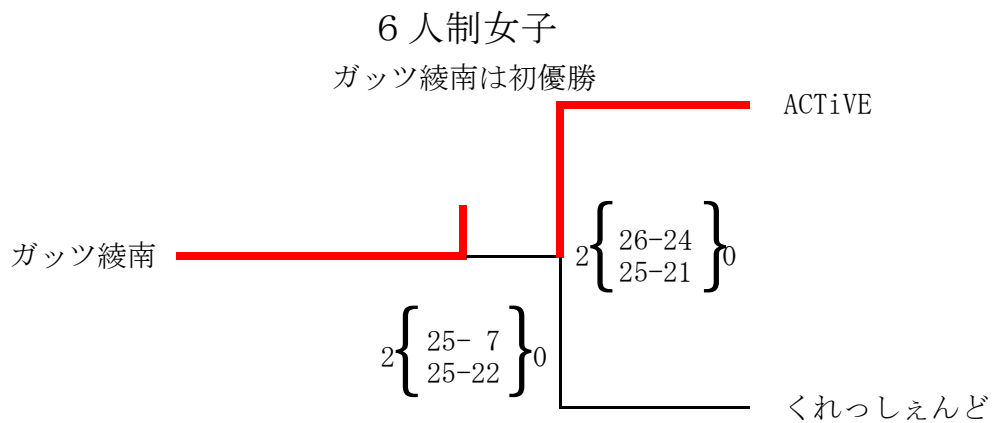 ６人制女子
ガッツ綾南は初優勝
ACTiVE
ガッツ綾南
2{ 26-24 }0
25-21
2{ 25- 7 }0
25-22
くれっしぇんど